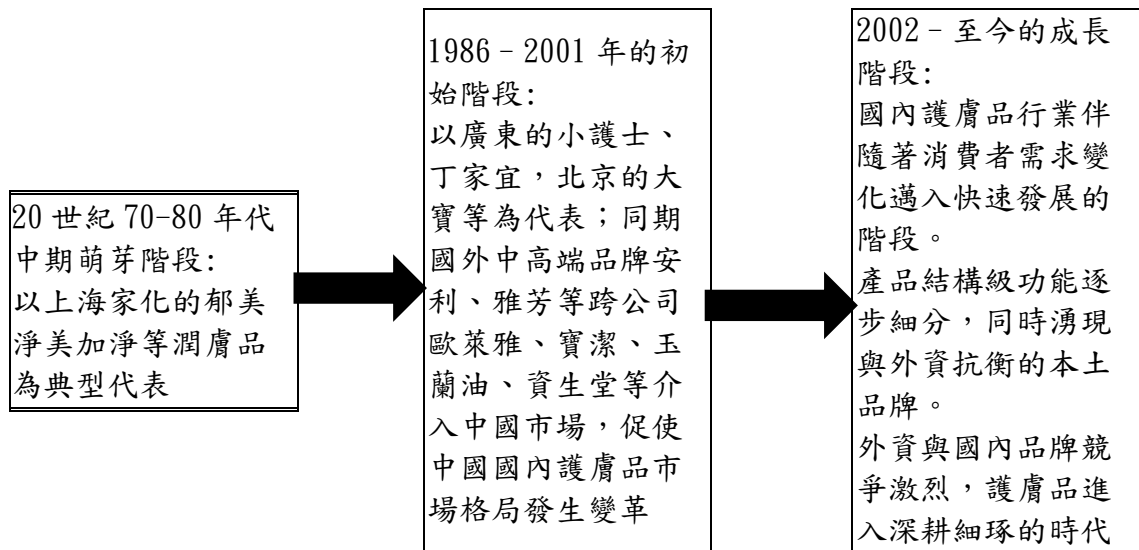 20 世紀 70-80 年代
中期萌芽階段:
以上海家化的郁美
淨美加淨等潤膚品
為典型代表
1986–2001 年的初
始階段:
以廣東的小護士、
丁家宜，北京的大
寶等為代表；同期
國外中高端品牌安
利、雅芳等跨公司
歐萊雅、寶潔、玉
蘭油、資生堂等介
入中國市場，促使
中國國內護膚品市
場格局發生變革
2002–至今的成長
階段:
國內護膚品行業伴
隨著消費者需求變
化邁入快速發展的
階段。
產品結構級功能逐
步細分，同時湧現
與外資抗衡的本土
品牌。
外資與國內品牌競
爭激烈，護膚品進
入深耕細琢的時代